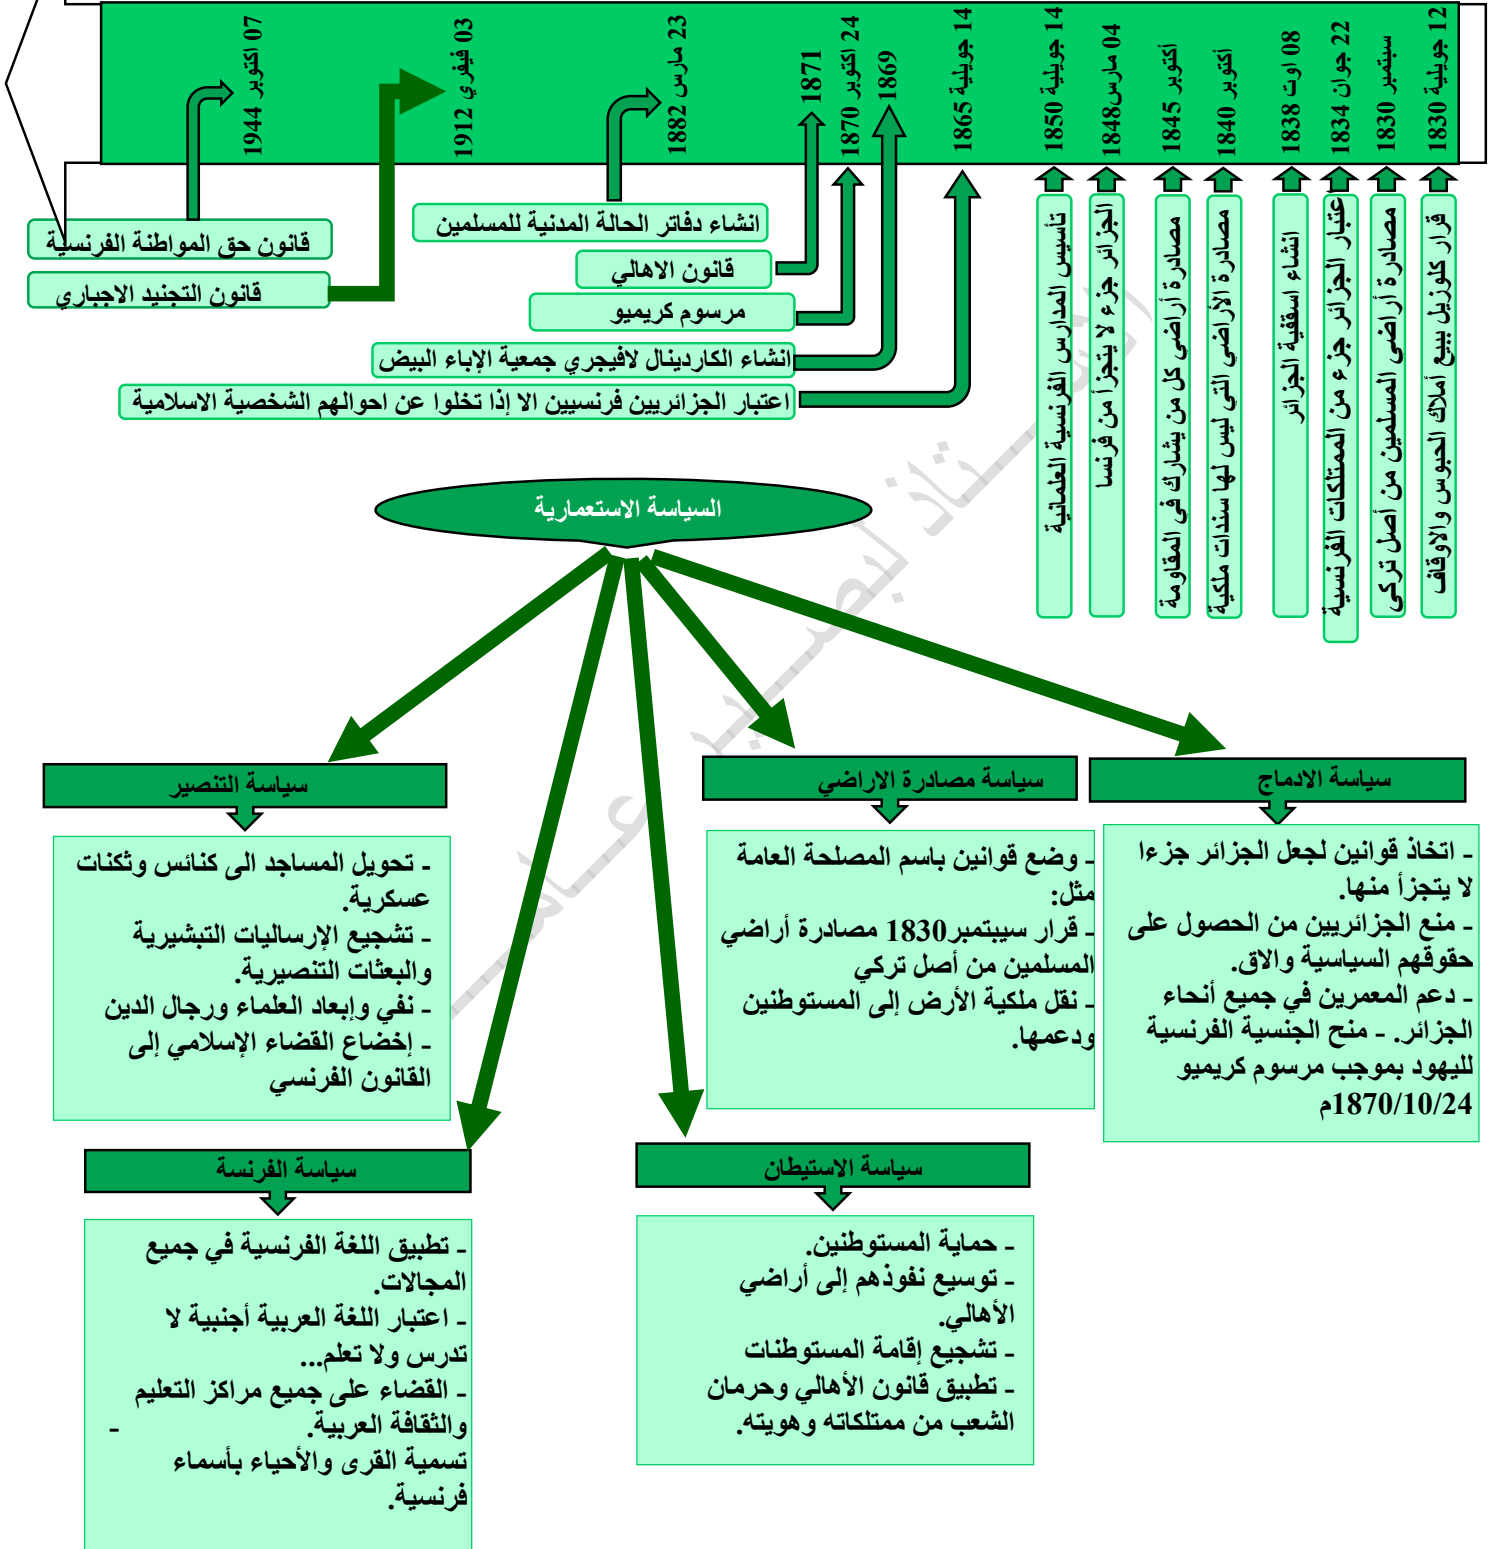 12 جويلية 1830
سبتمبر 1830
22 جوان 1834
08 اوت 1838
أكتوبر 1840
أكتوبر 1845
04 مارس1848
14 جويلية 1850
14 جويلية 1865
1869
24 اكتوبر 1870
1871
23 مارس 1882
03 فيفري 1912
07 اكتوبر 1944
قرار كلوزيل ببيع أملاك الحبوس والاوقاف
مصادرة أراضي المسلمين من أصل تركي
عتبار الجزائر جزء من الممتلكات الفرنسية
انشاء اسقفية الجزائر
مصادرة الأراضي التي ليس لها سندات ملكية
مصادرة أراضي كل من يشارك في المقاومة
الجزائر جزء لا يتجزأ من فرنسا
تأسيس المدارس الفرنسية العلمانية
انشاء دفاتر الحالة المدنية للمسلمين
قانون حق المواطنة الفرنسية
قانون الاهالي
قانون التجنيد الاجباري
مرسوم كريميو
انشاء الكاردينال لافيجري جمعية الإباء البيض
اعتبار الجزائريين فرنسيين الا إذا تخلوا عن احوالهم الشخصية الاسلامية
السياسة الاستعمارية
سياسة الادماج
- اتخاذ قوانين لجعل الجزائر جزءا
لا يتجزأ منها.
- منع الجزائريين من الحصول على
حقوقهم السياسية والاق.
- دعم المعمرين في جميع أنحاء
الجزائر. - منح الجنسية الفرنسية
لليهود بموجب مرسوم كريميو
1870/10/24م
سياسة مصادرة الاراضي
- وضع قوانين باسم المصلحة العامة
مثل:
- قرار سيبتمبر1830 مصادرة أراضي
المسلمين من أصل تركي
- نقل ملكية الأرض إلى المستوطنين
ودعمها.
سياسة التنصير
- تحويل المساجد الى كنائس وثكنات
عسكرية.
- تشجيع الإرساليات التبشيرية
والبعثات التنصيرية.
- نفي وإبعاد العلماء ورجال الدين
- إخضاع القضاء الإسلامي إلى
القانون الفرنسي
سياسة الاستيطان
- حماية المستوطنين.
- توسيع نفوذهم إلى أراضي
الأهالي.
- تشجيع إقامة المستوطنات
- تطبيق قانون الأهالي وحرمان
الشعب من ممتلكاته وهويته.
سياسة الفرنسة
- تطبيق اللغة الفرنسية في جميع
المجالات.
- اعتبار اللغة العربية أجنبية لا
تدرس ولا تعلم...
- القضاء على جميع مراكز التعليم
والثقافة العربية. -
تسمية القرى والأحياء بأسماء
فرنسية.